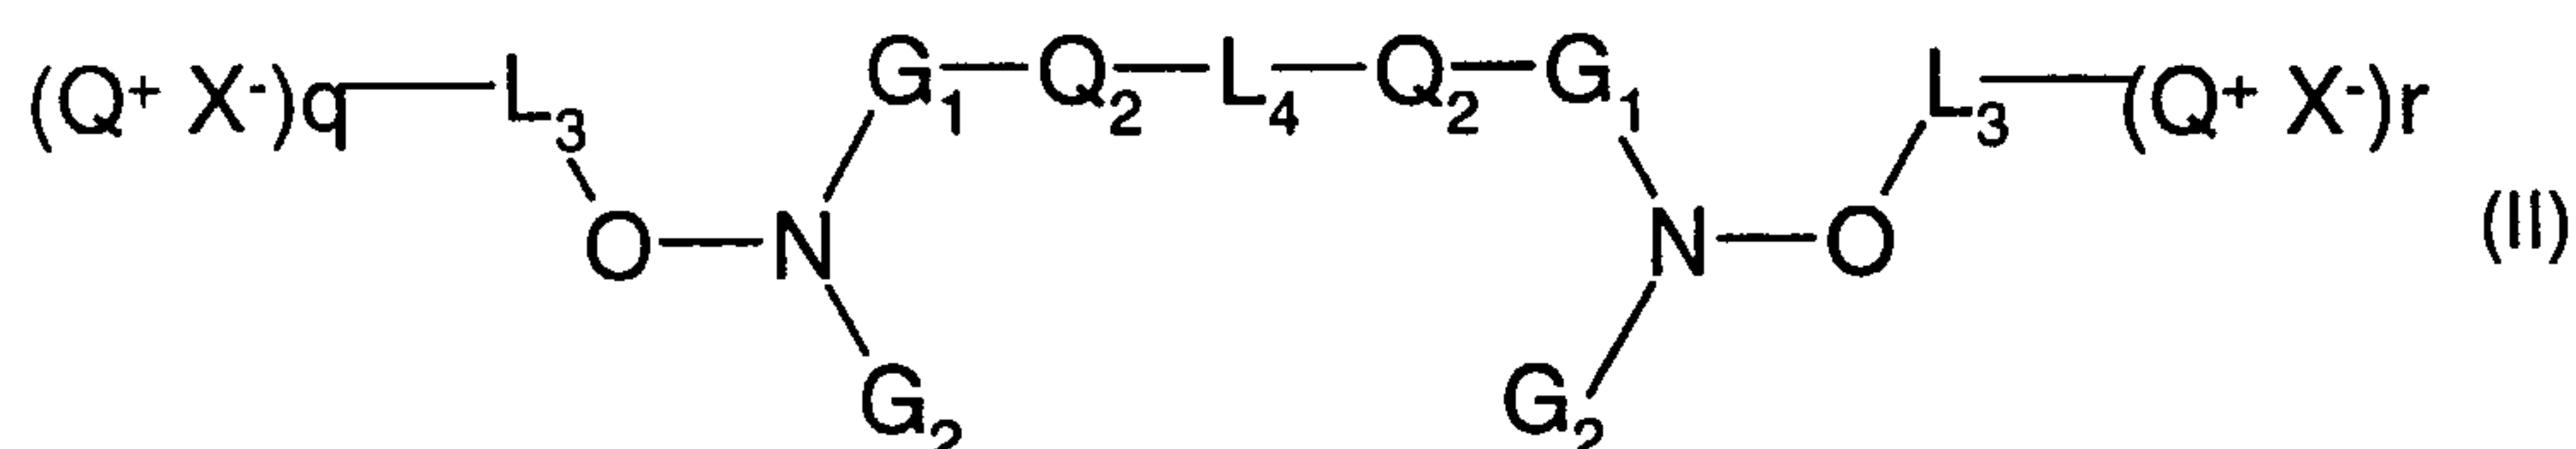 (Q⁺ X⁻)q—L₃ G₁—Q₂—L₄—Q₂—G₁ L₃—(Q⁺ X⁻)r
O—N N—O (II)
G₂ G₂